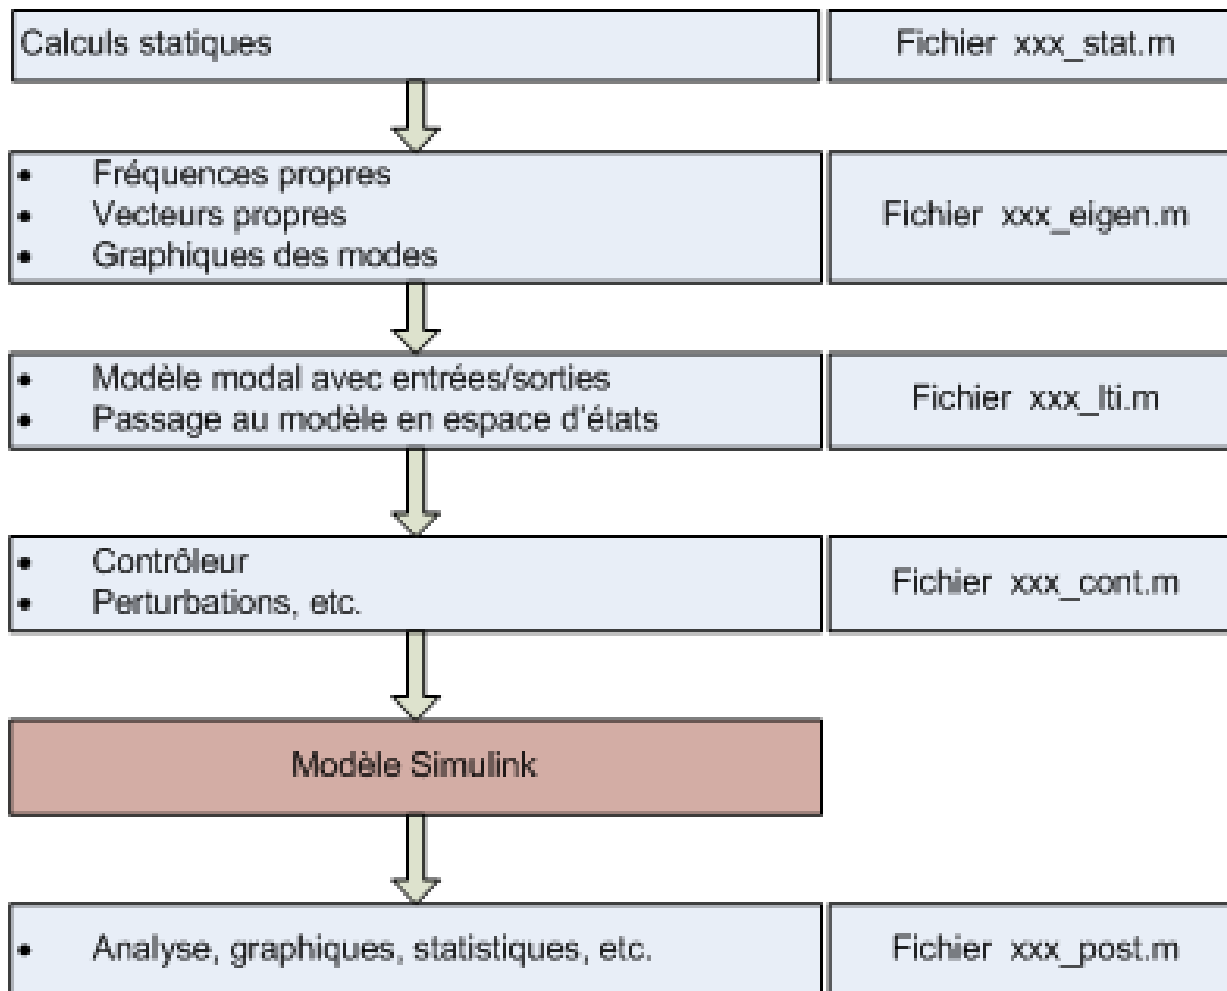 Calculs statiques
Fichier xxx_stat.m
• Fréquences propres
• Vecteurs propres
• Graphiques des modes
Fichier xxx_eigen.m
• Modèle modal avec entrées/sorties
• Passage au modèle en espace d'états
Fichier xxx_lti.m
• Contrôleur
• Perturbations, etc.
Fichier xxx_cont.m
Modèle Simulink
• Analyse, graphiques, statistiques, etc.
Fichier xxx_post.m